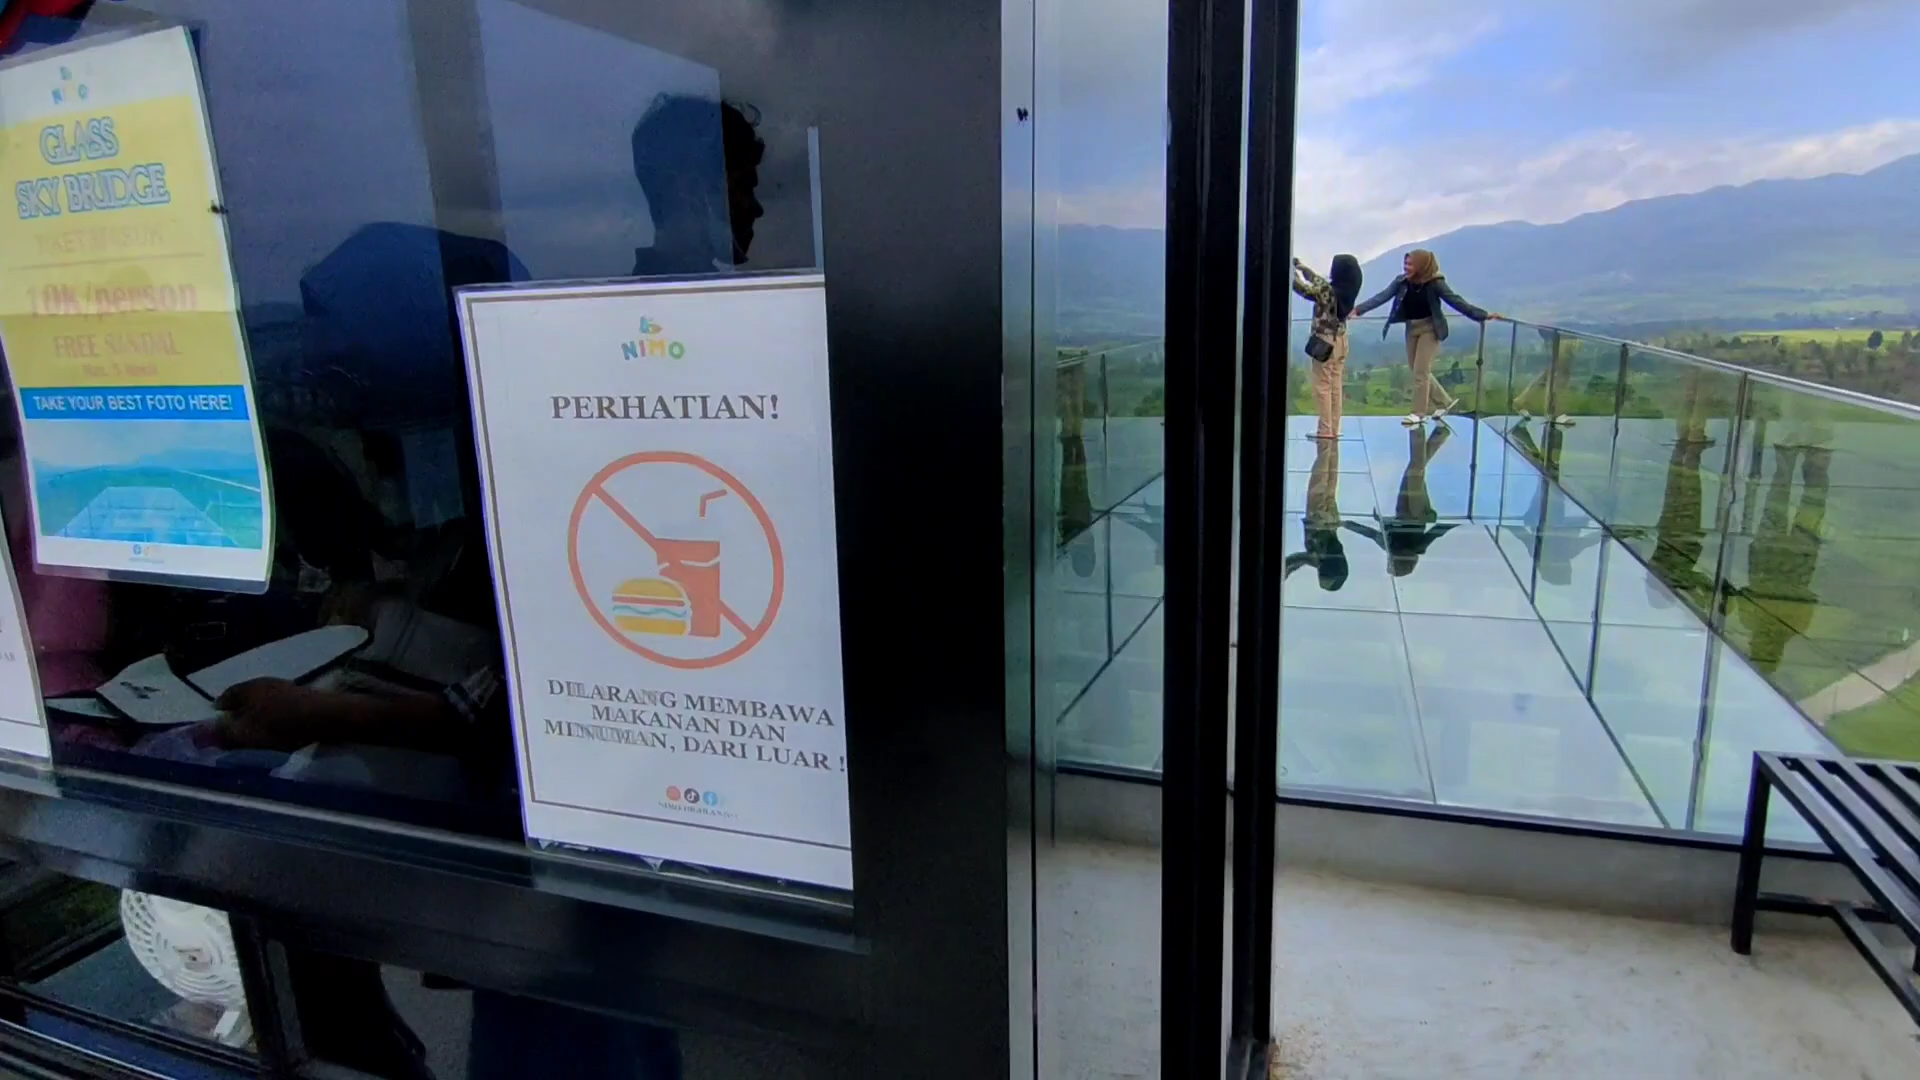 NIMO
GLASS
SKY BRIDGE
TIKET MASUK
10k/person
FREE SANDAL
TAKE YOUR BEST FOTO HERE!
NIMO
PERHATIAN!
DILARANG MEMBAWA
MAKANAN DAN
MINUMAN, DARI LUAR !